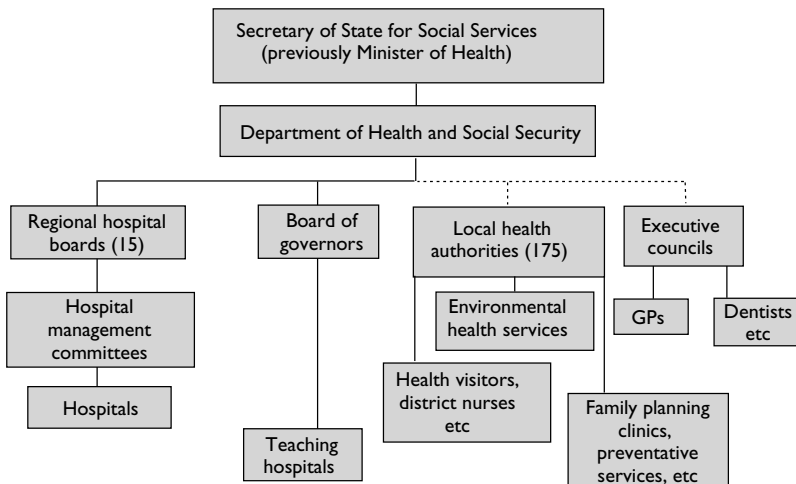 Secretary of State for Social Services
(previously Minister of Health)
Department of Health and Social Security
Regional hospital
boards (15)
Board of
governors
Local health
authorities (175)
Executive
councils
Hospital
management
committees
Environmental
health services
GPs
Dentists
etc
Hospitals
Health visitors,
district nurses
etc
Teaching
hospitals
Family planning
clinics,
preventative
services, etc